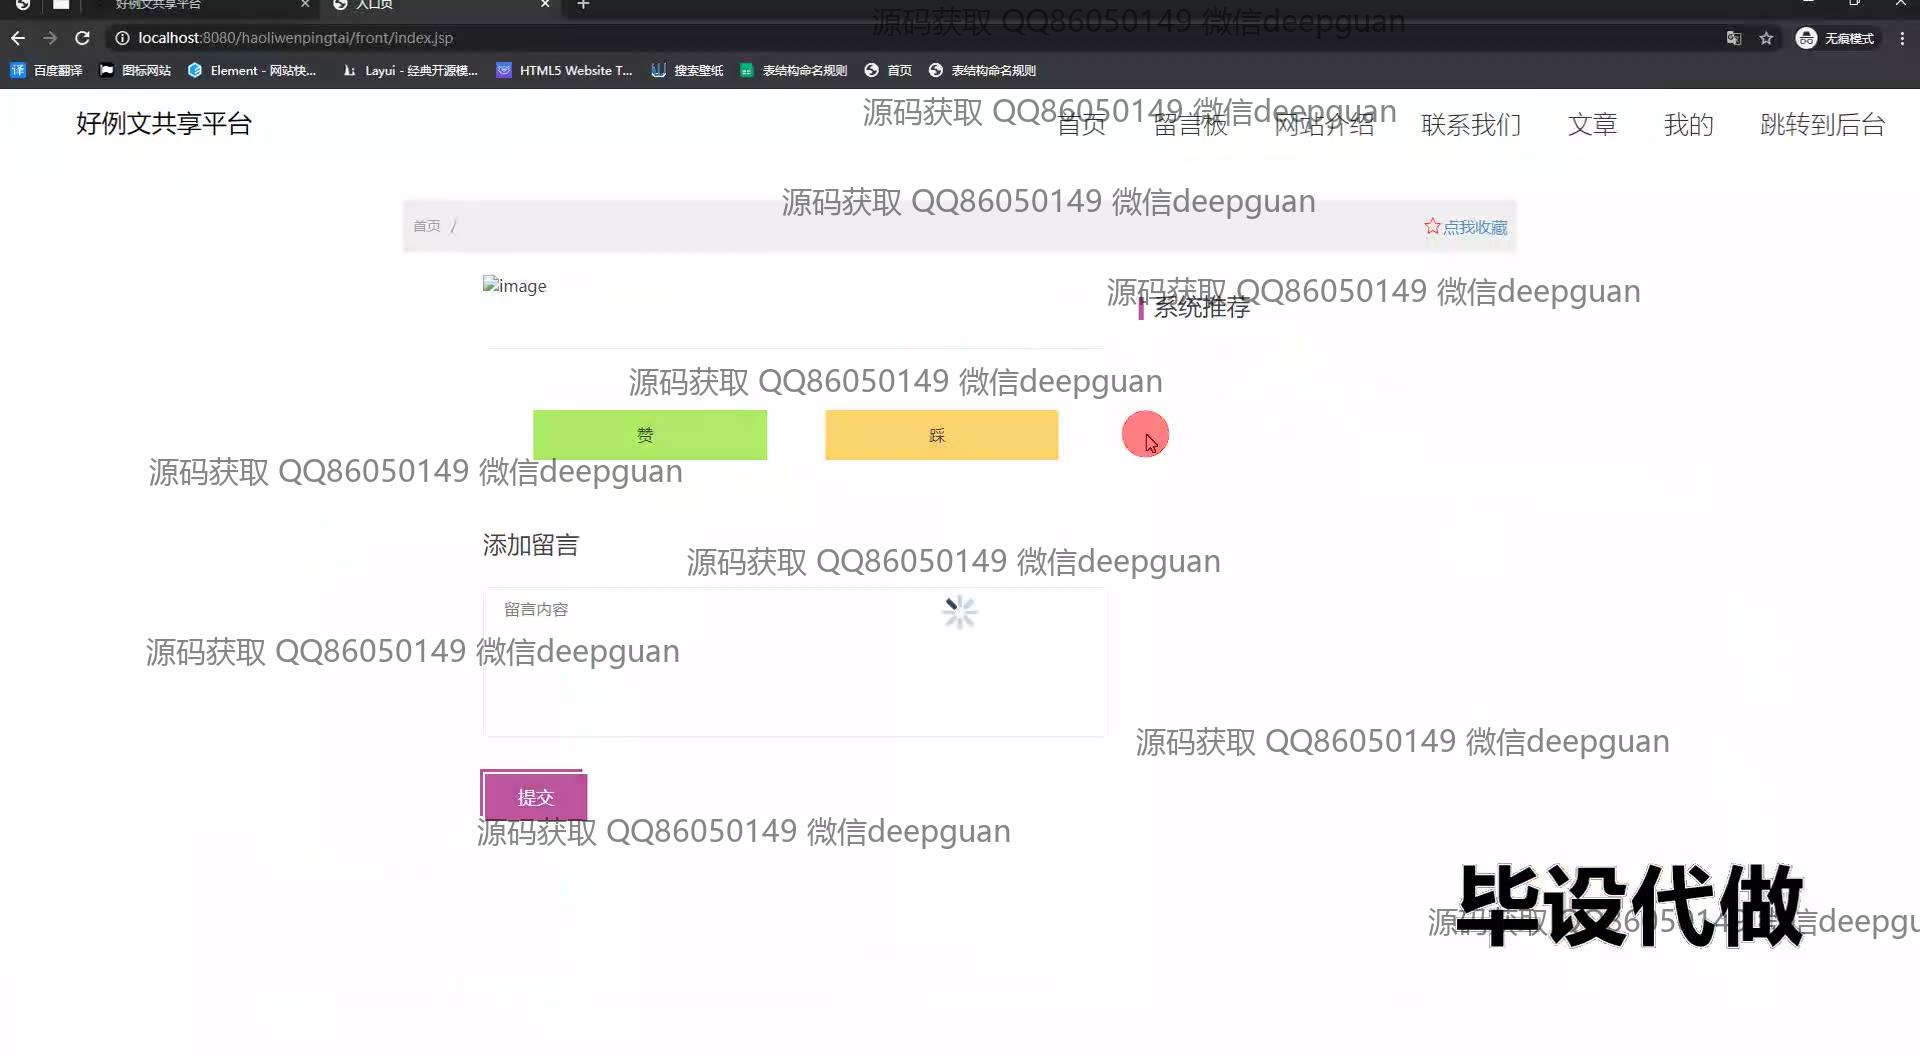 好例文共享平台
入口页
localhost:8080/haoliwenpingtai/front/index.jsp
无痕模式
源码获取 QQ86050149 微信deepguan
百度翻译
图标网站
Element - 网站快...
Layui - 经典开源模...
HTML5 Website T...
搜索壁纸
表结构命名规则
首页
表结构命名规则
源码获取 QQ86050149 微信deepguan
好例文共享平台
首页
留言板
网站介绍
联系我们
文章
我的
跳转到后台
源码获取 QQ86050149 微信deepguan
首页 /
点我收藏
image
源码获取 QQ86050149 微信deepguan
系统推荐
源码获取 QQ86050149 微信deepguan
赞
踩
源码获取 QQ86050149 微信deepguan
添加留言
源码获取 QQ86050149 微信deepguan
留言内容
源码获取 QQ86050149 微信deepguan
源码获取 QQ86050149 微信deepguan
提交
源码获取 QQ86050149 微信deepguan
毕设代做
源码获取 QQ86050149 微信deepgu